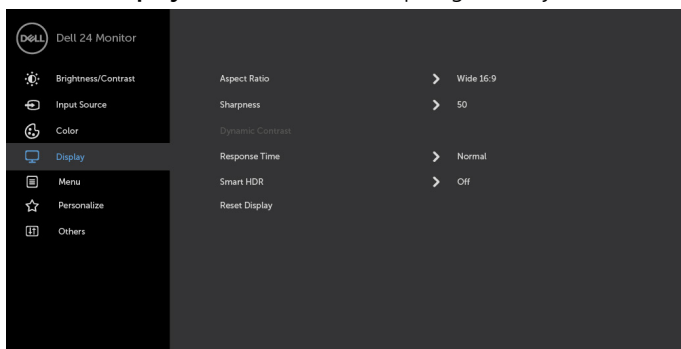 DELL
Dell 24 Monitor
Brightness/Contrast
Input Source
Color
Display
Menu
Personalize
Others
Aspect Ratio Wide 16:9
Sharpness 50
Dynamic Contrast
Response Time Normal
Smart HDR Off
Reset Display